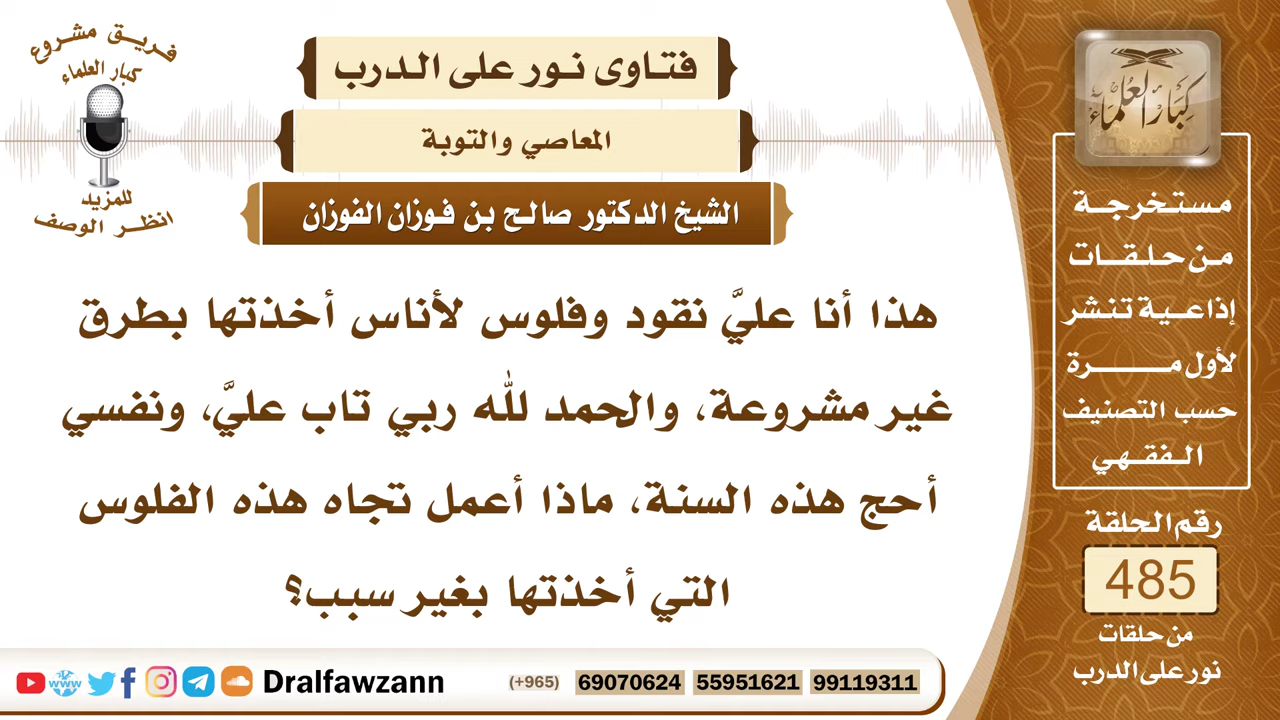 فريق مشروع
كبار العلماء
للمزيد
انظر الوصف
فتاوى نور على الدرب
المعاصي والتوبة
الشيخ الدكتور صالح بن فوزان الفوزان
هذا أنا عليَّ نقود وفلوس لأناس أخذتها بطرق
غير مشروعة، والحمد لله ربي تاب عليَّ، ونفسي
أحج هذه السنة، ماذا أعمل تجاه هذه الفلوس
التي أخذتها بغير سبب؟
كبار العلماء
مستخرجة
من حلقات
إذاعية تنشر
لأول مرة
حسب التصنيف
الفقهي
رقم الحلقة
485
من حلقات
نور على الدرب
www
Dralfawzann (+965) 69070624 55951621 99119311